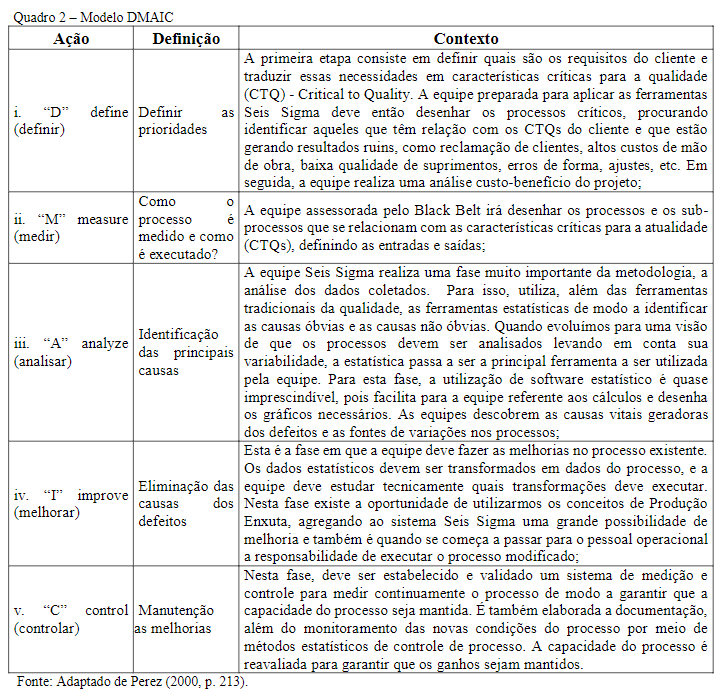 Quadro 2 – Modelo DMAIC
Ação
Definição
Contexto
i. “D” define
(definir)
Definir as
prioridades
A primeira etapa consiste em definir quais são os requisitos do cliente e
traduzir essas necessidades em características críticas para a qualidade
(CTQ) - Critical to Quality. A equipe preparada para aplicar as ferramentas
Seis Sigma deve então desenhar os processos críticos, procurando
identificar aqueles que têm relação com os CTQs do cliente e que estão
gerando resultados ruins, como reclamação de clientes, altos custos de mão
de obra, baixa qualidade de suprimentos, erros de forma, ajustes, etc. Em
seguida, a equipe realiza uma análise custo-benefício do projeto;
ii. “M” measure
(medir)
Como o
processo é
medido e como
é executado?
A equipe assessorada pelo Black Belt irá desenhar os processos e os sub-
processos que se relacionam com as características críticas para a atualidade
(CTQs), definindo as entradas e saídas;
iii. “A” analyze
(analisar)
Identificação
das principais
causas
A equipe Seis Sigma realiza uma fase muito importante da metodologia, a
análise dos dados coletados. Para isso, utiliza, além das ferramentas
tradicionais da qualidade, as ferramentas estatísticas de modo a identificar
as causas óbvias e as causas não óbvias. Quando evoluímos para uma visão
de que os processos devem ser analisados levando em conta sua
variabilidade, a estatística passa a ser a principal ferramenta a ser utilizada
pela equipe. Para esta fase, a utilização de software estatístico é quase
imprescindível, pois facilita para a equipe referente aos cálculos e desenha
os gráficos necessários. As equipes descobrem as causas vitais geradoras
dos defeitos e as fontes de variações nos processos;
iv. “I” improve
(melhorar)
Eliminação das
causas dos
defeitos
Esta é a fase em que a equipe deve fazer as melhorias no processo existente.
Os dados estatísticos devem ser transformados em dados do processo, e a
equipe deve estudar tecnicamente quais transformações deve executar.
Nesta fase existe a oportunidade de utilizarmos os conceitos de Produção
Enxuta, agregando ao sistema Seis Sigma uma grande possibilidade de
melhoria e também é quando se começa a passar para o pessoal operacional
a responsabilidade de executar o processo modificado;
v. “C” control
(controlar)
Manutenção
as melhorias
Nesta fase, deve ser estabelecido e validado um sistema de medição e
controle para medir continuamente o processo de modo a garantir que a
capacidade do processo seja mantida. É também elaborada a documentação,
além do monitoramento das novas condições do processo por meio de
métodos estatísticos de controle de processo. A capacidade do processo é
reavaliada para garantir que os ganhos sejam mantidos.
Fonte: Adaptado de Perez (2000, p. 213).